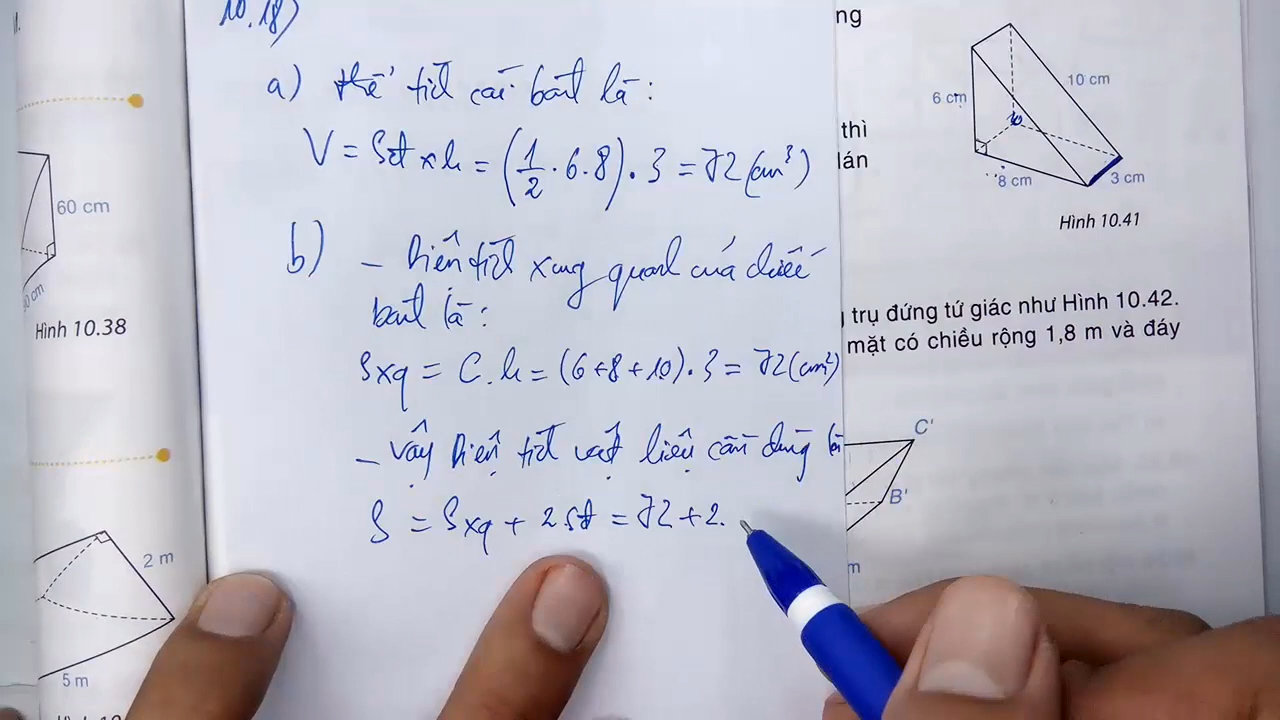 10.18)
a) Thể tích cái bánh là:
V = Sđ x h = (1/2 . 6 . 8) . 3 = 72 (cm³)
b) – Diện tích xung quanh của chiếc
bánh là:
Sxq = C . h = (6 + 8 + 10) . 3 = 72 (cm²)
– Vậy diện tích vật liệu cần dùng là
S = Sxq + 2Sđ = 72 + 2 .
60 cm
Hình 10.38
2 m
5 m
ng
thì
lán
6 cm
10 cm
8 cm
3 cm
Hình 10.41
trụ đứng tứ giác như Hình 10.42.
mặt có chiều rộng 1,8 m và đáy
C'
B'
m